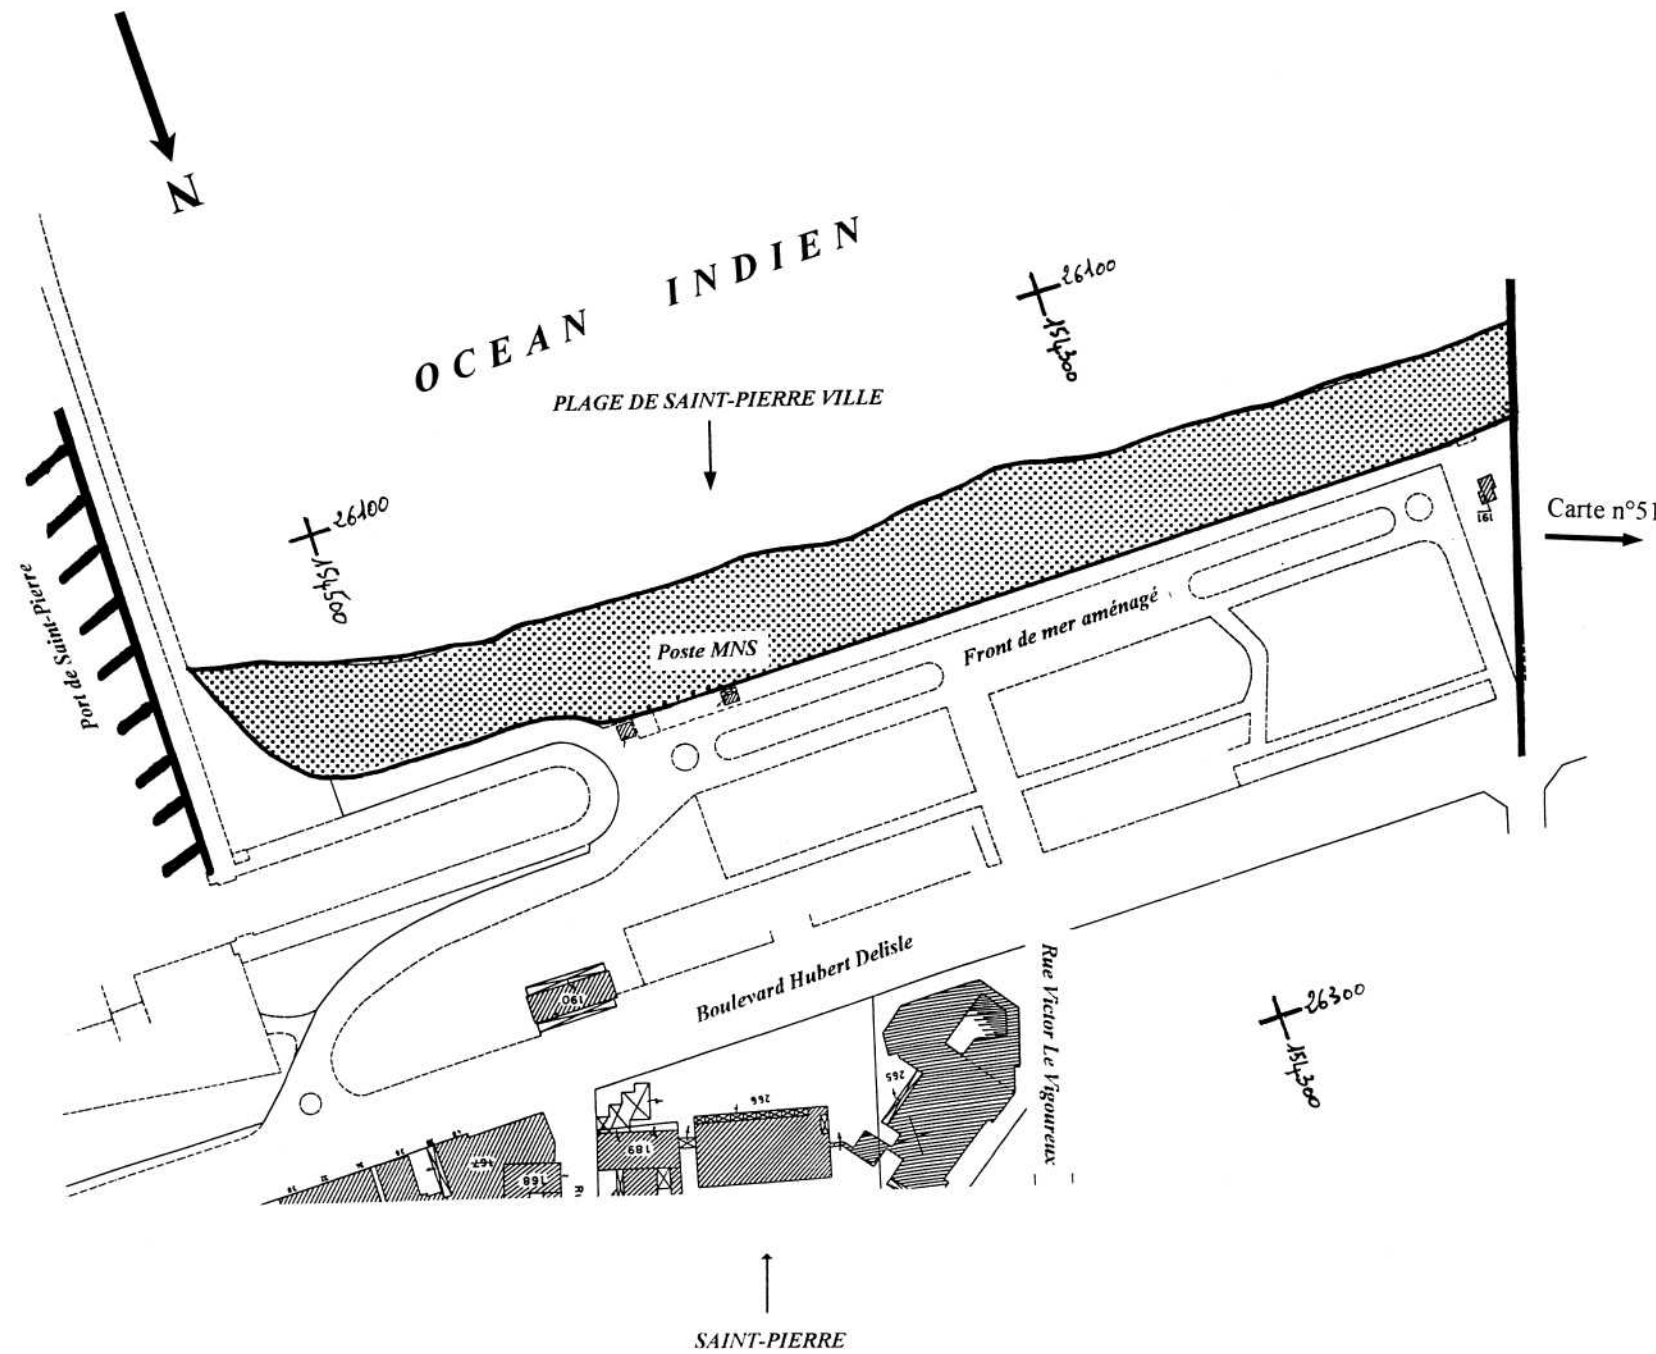 N
OCEAN INDIEN
26100
154300
PLAGE DE SAINT-PIERRE VILLE
26100
154500
Carte n°51
191
Port de Saint-Pierre
Poste MNS
Front de mer aménagé
190
Boulevard Hubert Delisle
Rue Victor Le Vigoureux
26300
154300
265
266
189
167
168
SAINT-PIERRE